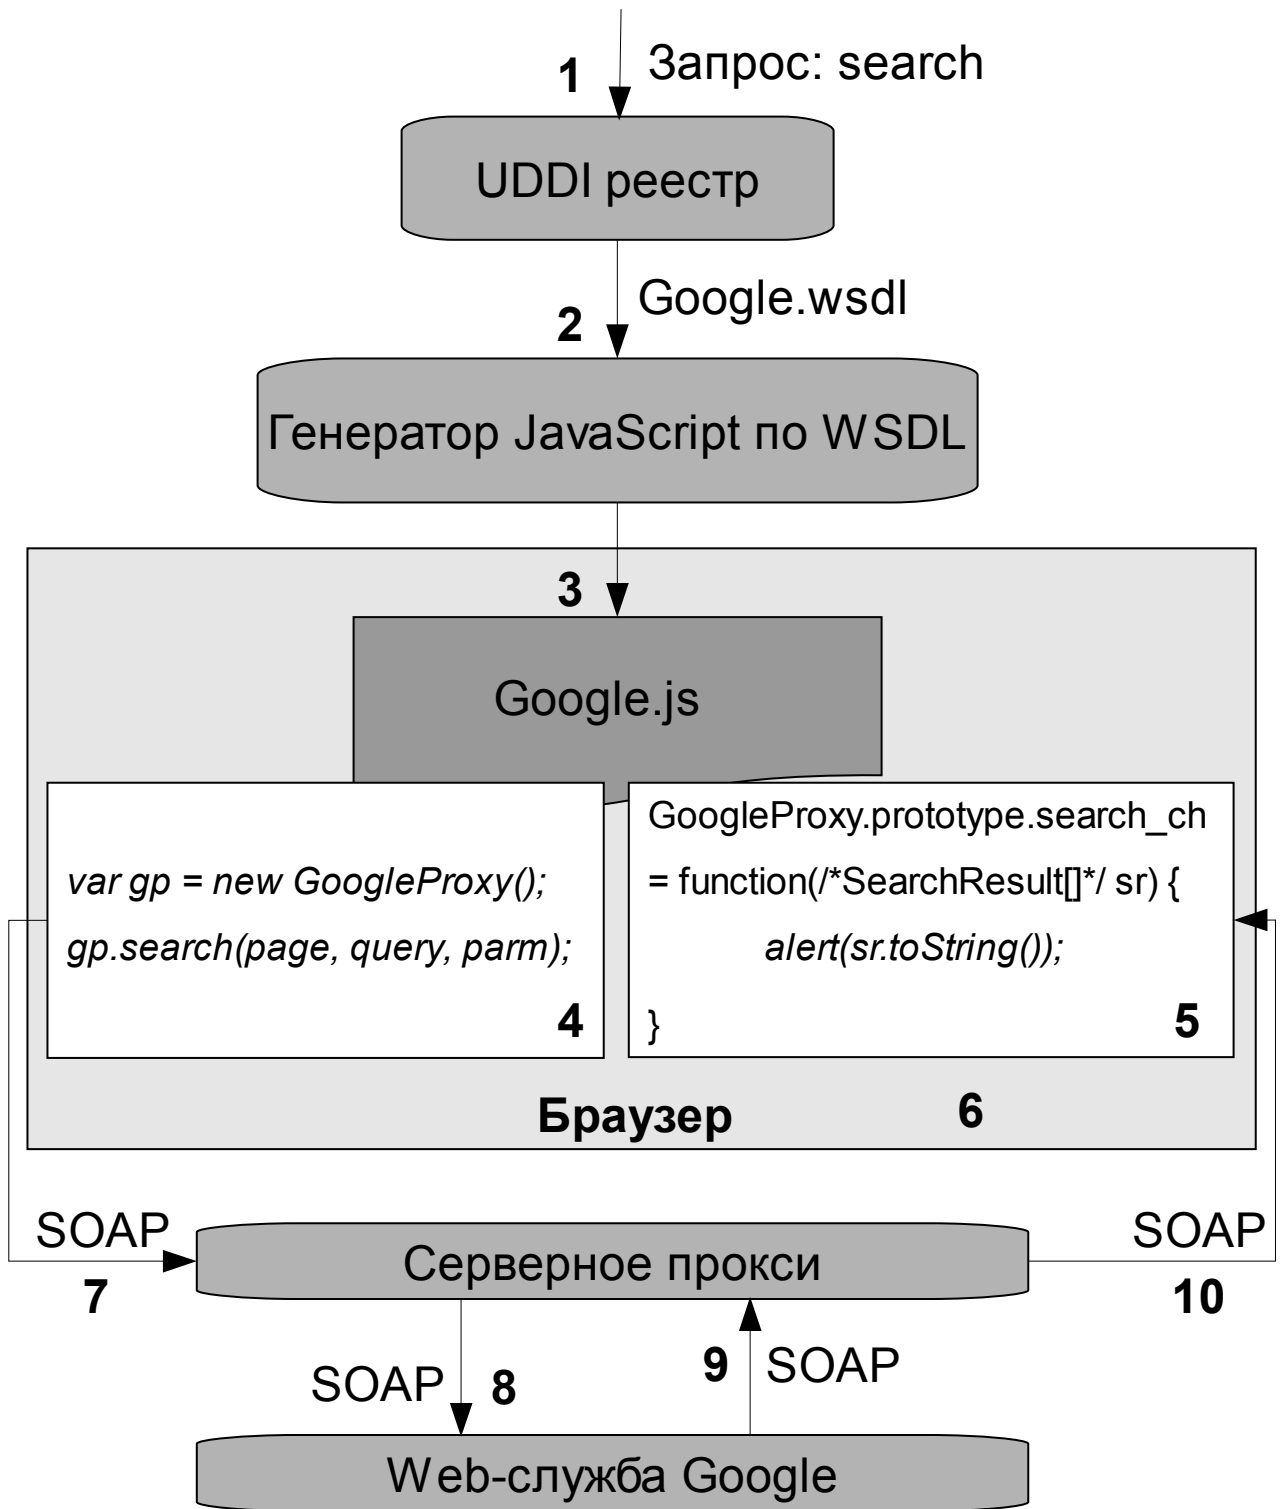 1
Запрос: search
UDDI реестр
2
Google.wsdl
Генератор JavaScript по WSDL
3
Google.js
var gp = new GoogleProxy();
gp.search(page, query, parm);
4
GoogleProxy.prototype.search_ch
= function(/*SearchResult[]*/ sr) {
alert(sr.toString());
}
5
Браузер
6
SOAP
7
Серверное прокси
SOAP
10
SOAP
8
9
SOAP
Web-служба Google